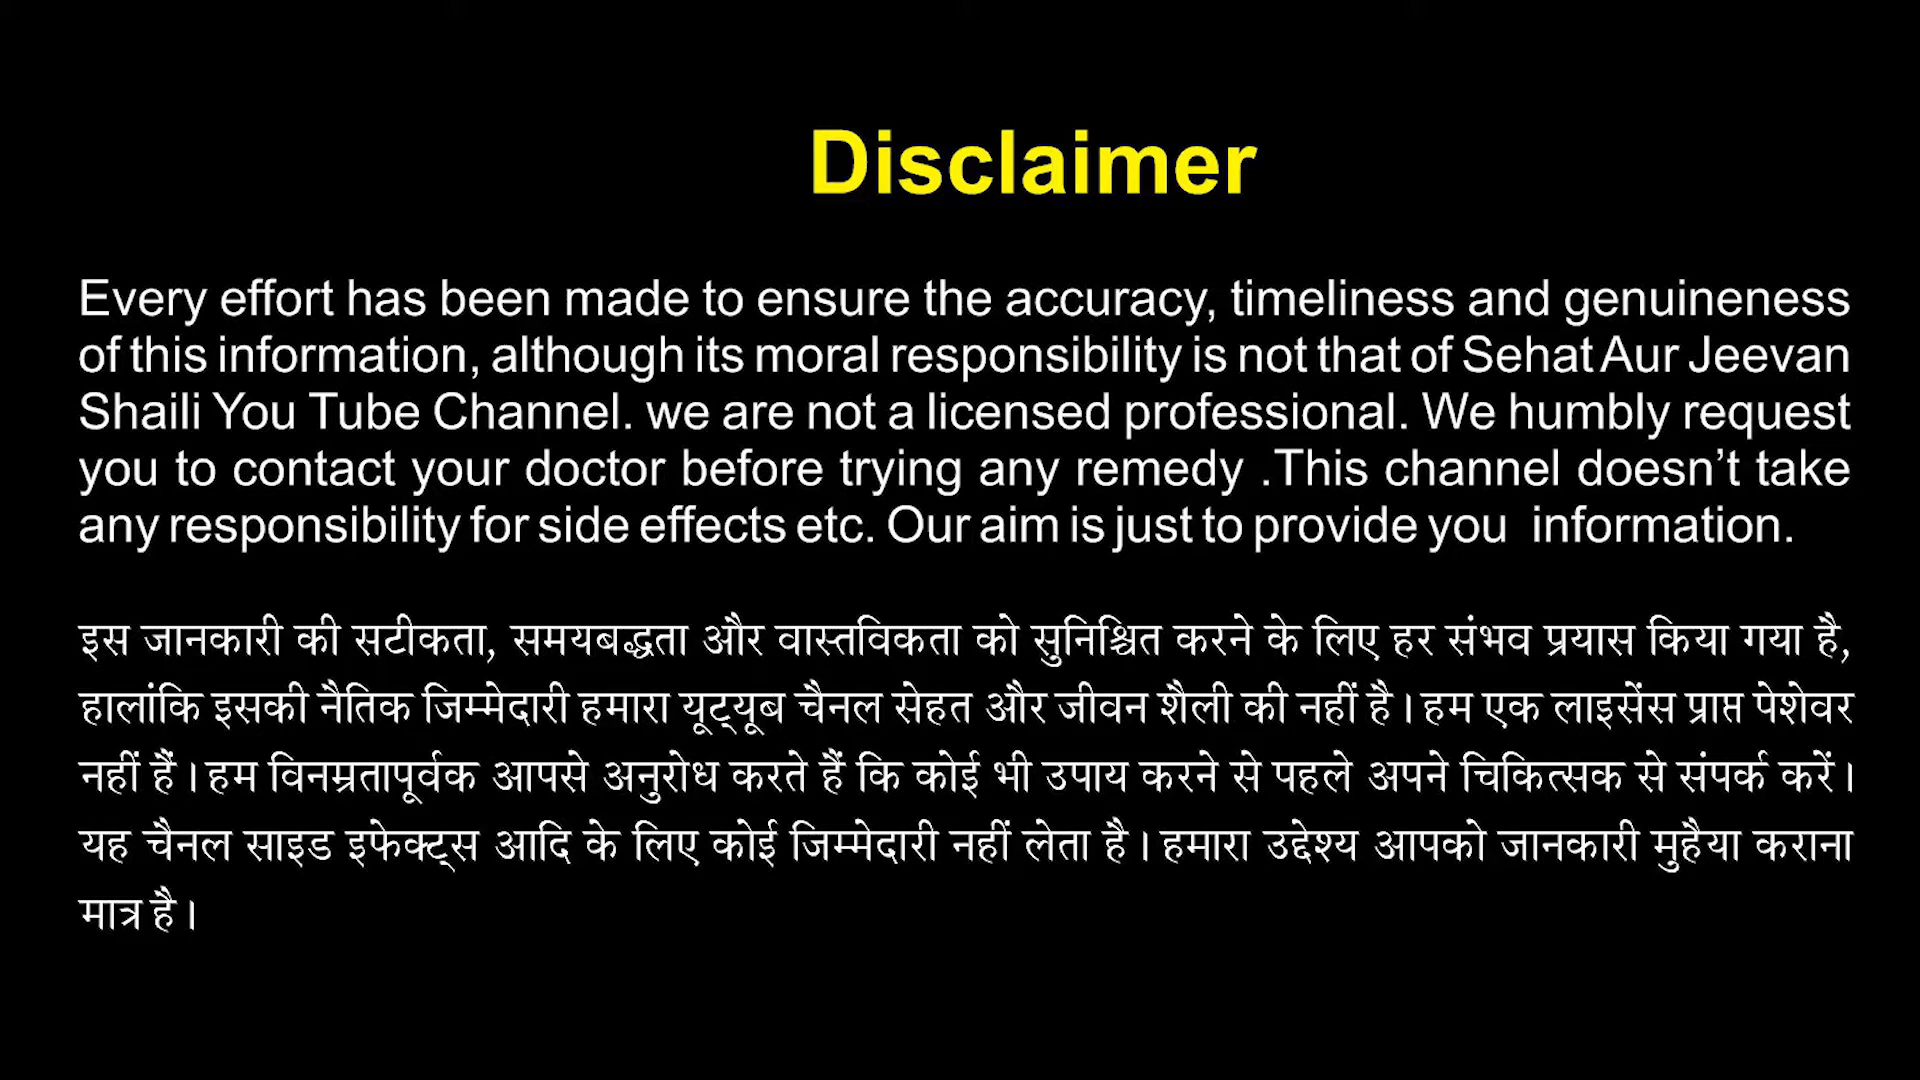 Disclaimer
Every effort has been made to ensure the accuracy, timeliness and genuineness
of this information, although its moral responsibility is not that of Sehat Aur Jeevan
Shaili You Tube Channel. we are not a licensed professional. We humbly request
you to contact your doctor before trying any remedy .This channel doesn’t take
any responsibility for side effects etc. Our aim is just to provide you  information.
इस जानकारी की सटीकता, समयबद्धता और वास्तविकता को सुनिश्चित करने के लिए हर संभव प्रयास किया गया है,
हालांकि इसकी नैतिक जिम्मेदारी हमारा यूट्यूब चैनल सेहत और जीवन शैली की नहीं है। हम एक लाइसेंस प्राप्त पेशेवर
नहीं हैं। हम विनम्रतापूर्वक आपसे अनुरोध करते हैं कि कोई भी उपाय करने से पहले अपने चिकित्सक से संपर्क करें।
यह चैनल साइड इफेक्ट्स आदि के लिए कोई जिम्मेदारी नहीं लेता है। हमारा उद्देश्य आपको जानकारी मुहैया कराना
मात्र है।